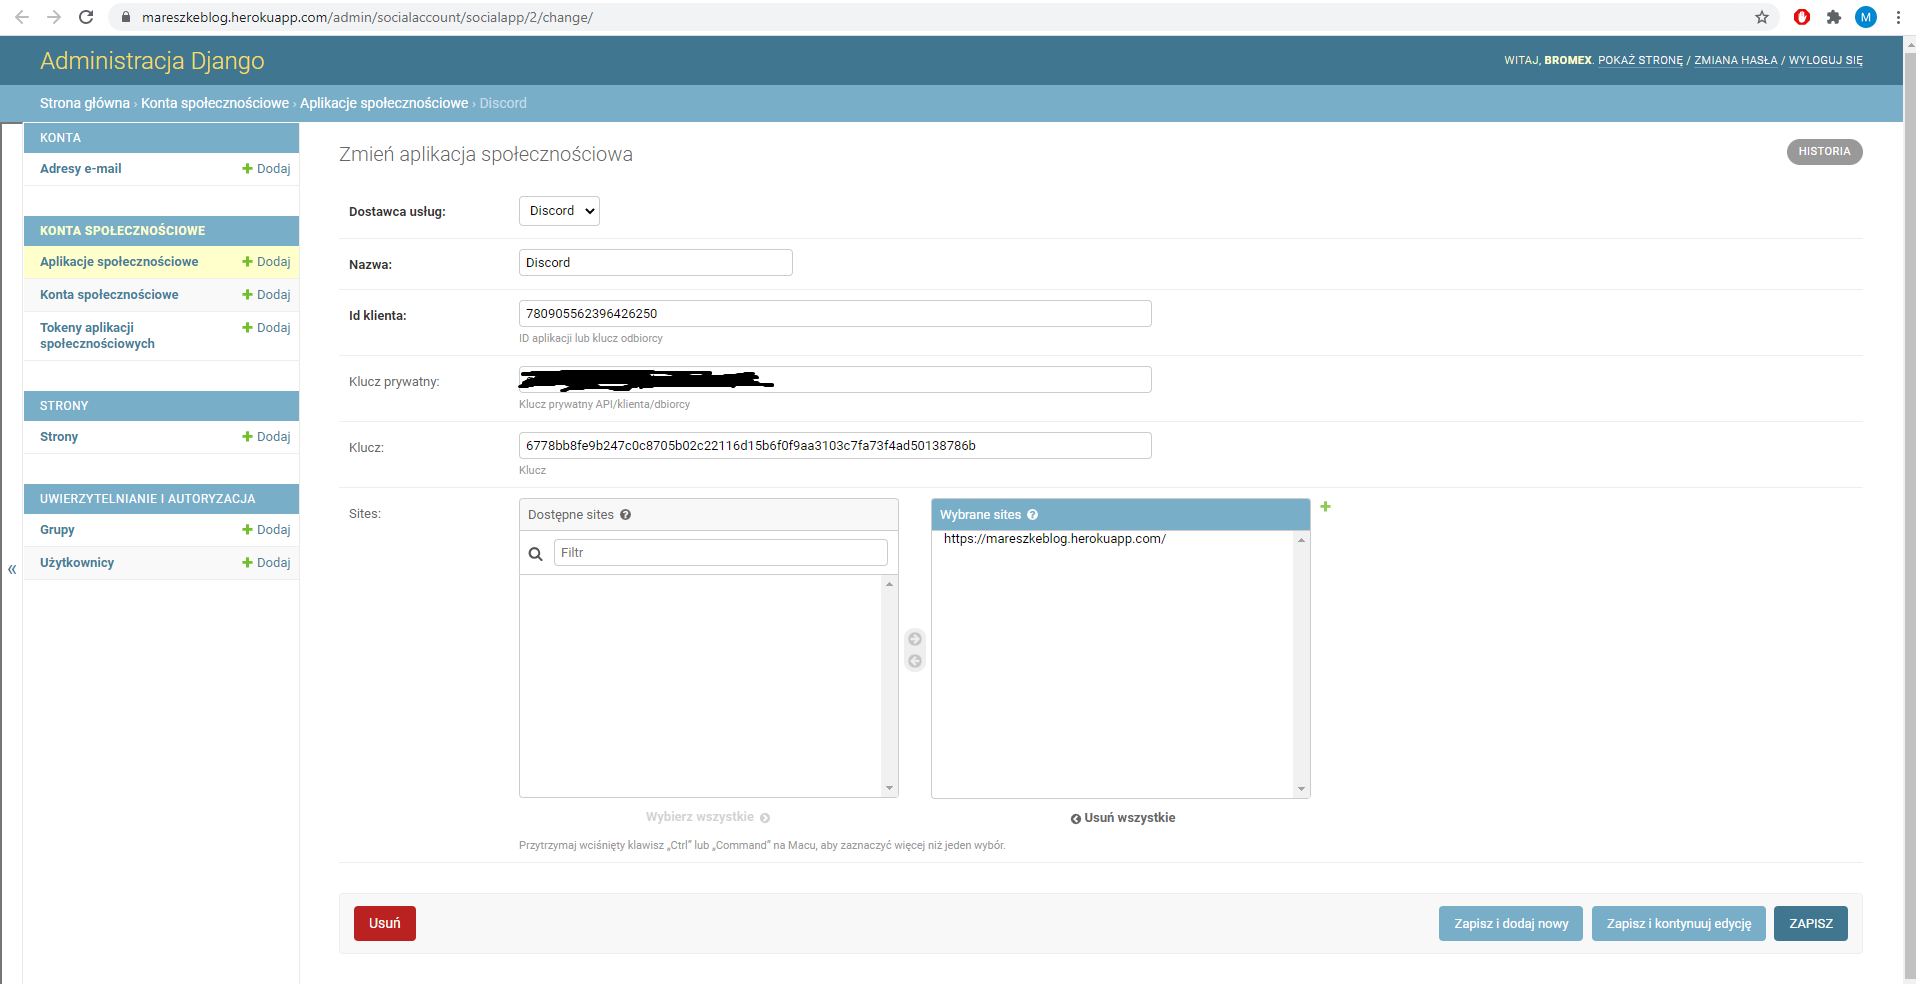 mareszkeblog.herokuapp.com/admin/socialaccount/socialapp/2/change/
M
Administracja Django
WITAJ, BROMEX. POKAŻ STRONĘ / ZMIANA HASŁA / WYLOGUJ SIĘ
Strona główna › Konta społecznościowe › Aplikacje społecznościowe › Discord
KONTA
Adresy e-mail
Dodaj
KONTA SPOŁECZNOŚCIOWE
Aplikacje społecznościowe
Dodaj
Konta społecznościowe
Dodaj
Tokeny aplikacji
społecznościowych
Dodaj
STRONY
Strony
Dodaj
UWIERZYTELNIANIE I AUTORYZACJA
Grupy
Dodaj
Użytkownicy
Dodaj
«
Zmień aplikacja społecznościowa
HISTORIA
Dostawca usług:
Discord
Nazwa:
Discord
Id klienta:
780905562396426250
ID aplikacji lub klucz odbiorcy
Klucz prywatny:
Klucz prywatny API/klienta/dbiorcy
Klucz:
6778bb8fe9b247c0c8705b02c22116d15b6f0f9aa3103c7fa73f4ad50138786b
Klucz
Sites:
Dostępne sites
Filtr
Wybierz wszystkie
Wybrane sites
https://mareszkeblog.herokuapp.com/
Usuń wszystkie
Przytrzymaj wciśnięty klawisz „Ctrl” lub „Command” na Macu, aby zaznaczyć więcej niż jeden wybór.
Usuń
Zapisz i dodaj nowy
Zapisz i kontynuuj edycję
ZAPISZ